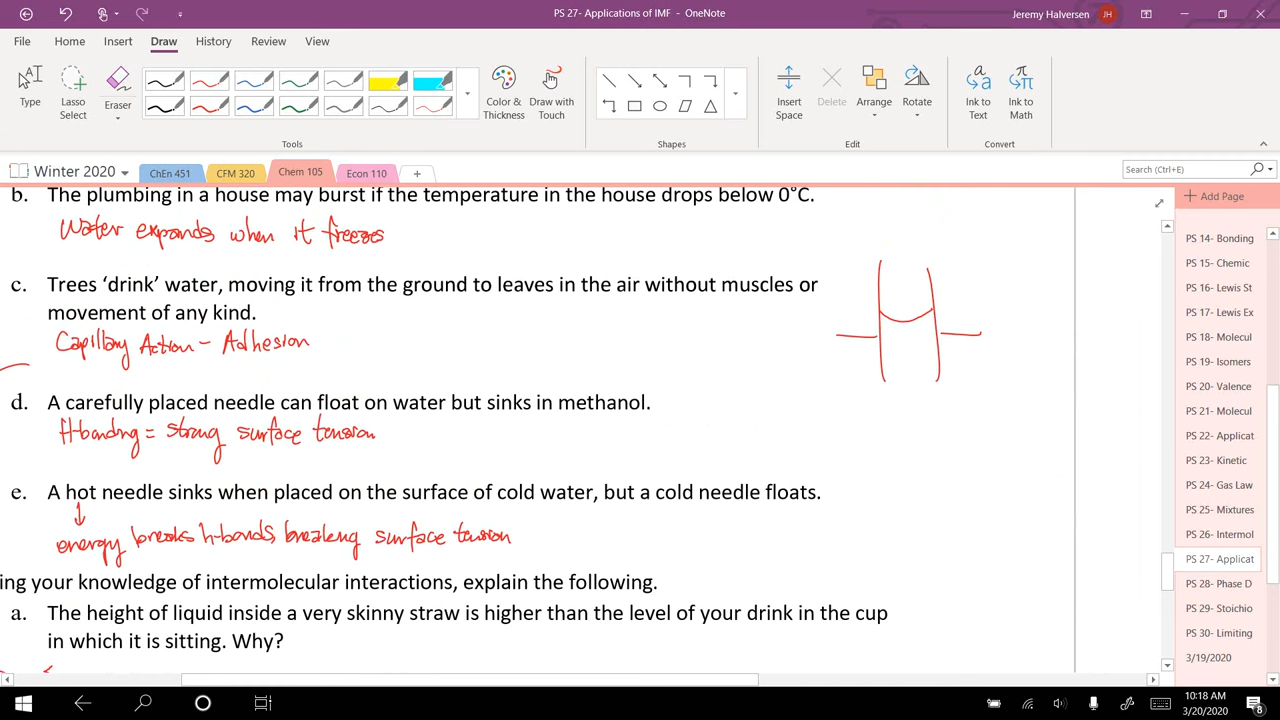 PS 27- Applications of IMF - OneNote
Jeremy Halversen JH
File Home Insert Draw History Review View
Type Lasso Select Eraser Color & Thickness Draw with Touch Insert Space Delete Arrange Rotate Ink to Text Ink to Math
Tools Shapes Edit Convert
Winter 2020 ChEn 451 CFM 320 Chem 105 Econ 110 + Search (Ctrl+E)
b. The plumbing in a house may burst if the temperature in the house drops below 0°C.
Water expands when it freezes
c. Trees ‘drink’ water, moving it from the ground to leaves in the air without muscles or
movement of any kind.
Capillary Action - Adhesion
d. A carefully placed needle can float on water but sinks in methanol.
H-bonding = strong surface tension
e. A hot needle sinks when placed on the surface of cold water, but a cold needle floats.
energy breaks h-bonds, breaking surface tension
ing your knowledge of intermolecular interactions, explain the following.
a. The height of liquid inside a very skinny straw is higher than the level of your drink in the cup
in which it is sitting. Why?
+ Add Page
PS 14- Bonding
PS 15- Chemic
PS 16- Lewis St
PS 17- Lewis Ex
PS 18- Molecul
PS 19- Isomers
PS 20- Valence
PS 21- Molecul
PS 22- Applicat
PS 23- Kinetic
PS 24- Gas Law
PS 25- Mixtures
PS 26- Intermol
PS 27- Applicat
PS 28- Phase D
PS 29- Stoichio
PS 30- Limiting
3/19/2020
10:18 AM
3/20/2020
8